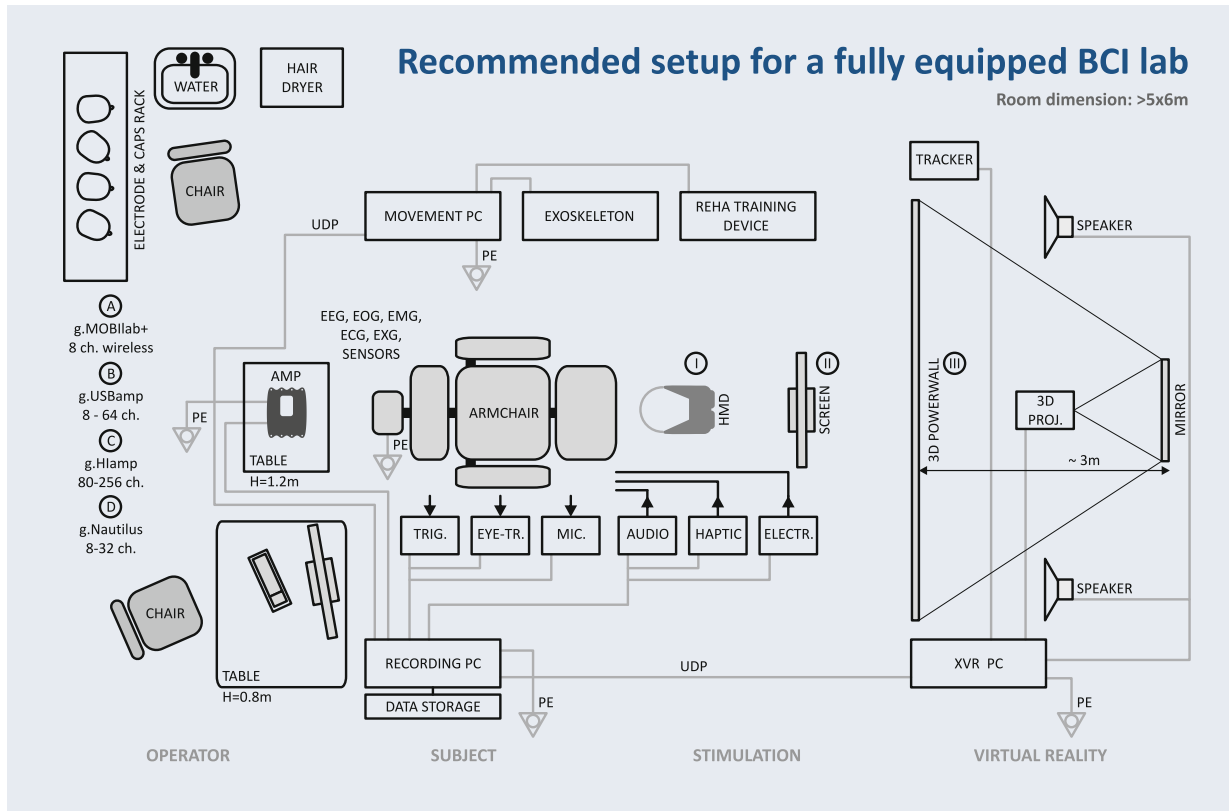 Recommended setup for a fully equipped BCI lab
Room dimension: >5x6m
ELECTRODE & CAPS RACK
WATER
HAIR
DRYER
CHAIR
A
g.MOBIlab+
8 ch. wireless
B
g.USBamp
8 - 64 ch.
C
g.HIamp
80-256 ch.
D
g.Nautilus
8-32 ch.
UDP
MOVEMENT PC
EXOSKELETON
REHA TRAINING
DEVICE
PE
EEG, EOG, EMG,
ECG, EXG,
SENSORS
AMP
PE
TABLE
H=1.2m
ARMCHAIR
PE
I
HMD
II
SCREEN
TRIG.
EYE-TR.
MIC.
AUDIO
HAPTIC
ELECTR.
CHAIR
TABLE
H=0.8m
RECORDING PC
DATA STORAGE
PE
UDP
TRACKER
SPEAKER
3D POWERWALL
III
3D
PROJ.
MIRROR
~ 3m
SPEAKER
XVR PC
PE
OPERATOR
SUBJECT
STIMULATION
VIRTUAL REALITY